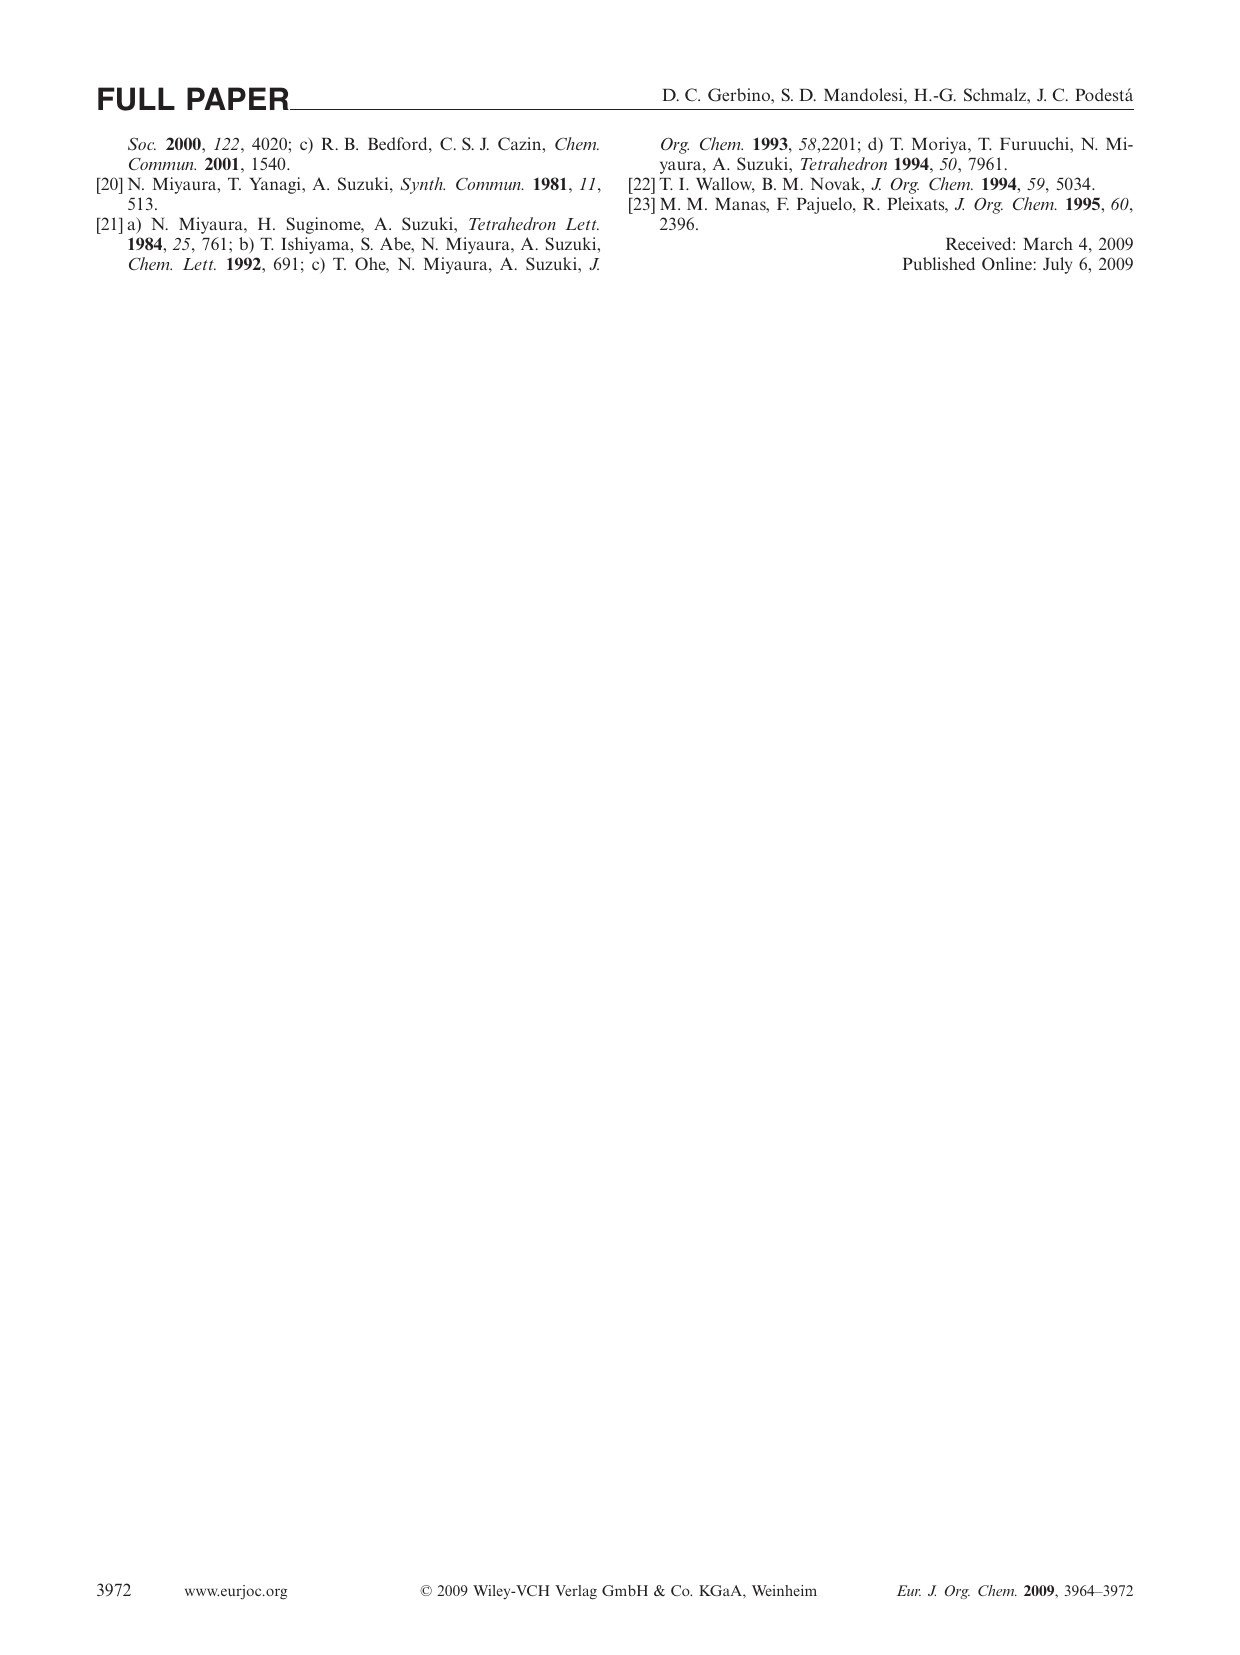 FULL PAPER
D. C. Gerbino, S. D. Mandolesi, H.-G. Schmalz, J. C. Podestá
Soc. 2000, 122, 4020; c) R. B. Bedford, C. S. J. Cazin, Chem.
Commun. 2001, 1540.
[20] N. Miyaura, T. Yanagi, A. Suzuki, Synth. Commun. 1981, 11,
513.
[21] a) N. Miyaura, H. Suginome, A. Suzuki, Tetrahedron Lett.
1984, 25, 761; b) T. Ishiyama, S. Abe, N. Miyaura, A. Suzuki,
Chem. Lett. 1992, 691; c) T. Ohe, N. Miyaura, A. Suzuki, J.
Org. Chem. 1993, 58,2201; d) T. Moriya, T. Furuuchi, N. Mi-
yaura, A. Suzuki, Tetrahedron 1994, 50, 7961.
[22] T. I. Wallow, B. M. Novak, J. Org. Chem. 1994, 59, 5034.
[23] M. M. Manas, F. Pajuelo, R. Pleixats, J. Org. Chem. 1995, 60,
2396.
Received: March 4, 2009
Published Online: July 6, 2009
3972 www.eurjoc.org © 2009 Wiley-VCH Verlag GmbH & Co. KGaA, Weinheim Eur. J. Org. Chem. 2009, 3964–3972